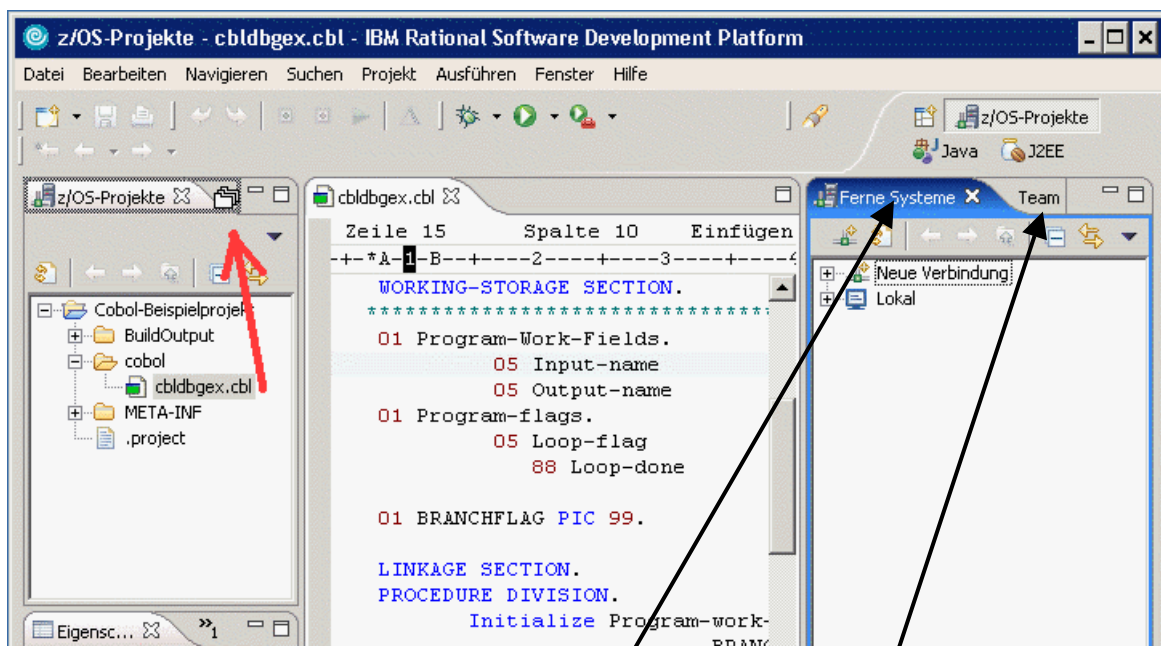 z/OS-Projekte - cbldbgex.cbl - IBM Rational Software Development Platform
Datei Bearbeiten Navigieren Suchen Projekt Ausführen Fenster Hilfe
z/OS-Projekte
Java J2EE
z/OS-Projekte
Cobol-Beispielprojekt
BuildOutput
cobol
cbldbgex.cbl
META-INF
.project
Eigensc... »1
cbldbgex.cbl
Zeile 15 Spalte 10 Einfügen
-+-*A-1-B--+----2----+----3----+----4
WORKING-STORAGE SECTION.
*********************************
01 Program-Work-Fields.
05 Input-name
05 Output-name
01 Program-flags.
05 Loop-flag
88 Loop-done
01 BRANCHFLAG PIC 99.
LINKAGE SECTION.
PROCEDURE DIVISION.
Initialize Program-work-
Ferne Systeme Team
Neue Verbindung
Lokal